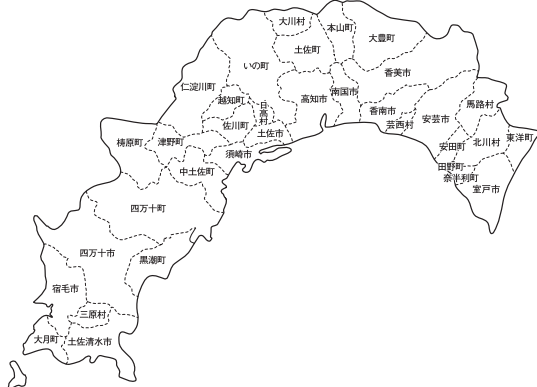 大川村
本山町
大豊町
土佐町
いの町
香美市
仁淀川町
越知町
日高村
高知市
南国市
香南市
馬路村
芸西村
安芸市
佐川町
土佐市
東洋町
梼原町
津野町
須崎市
安田町
北川村
中土佐町
田野町
奈半利町
室戸市
四万十町
四万十市
黒潮町
宿毛市
三原村
大月町
土佐清水市